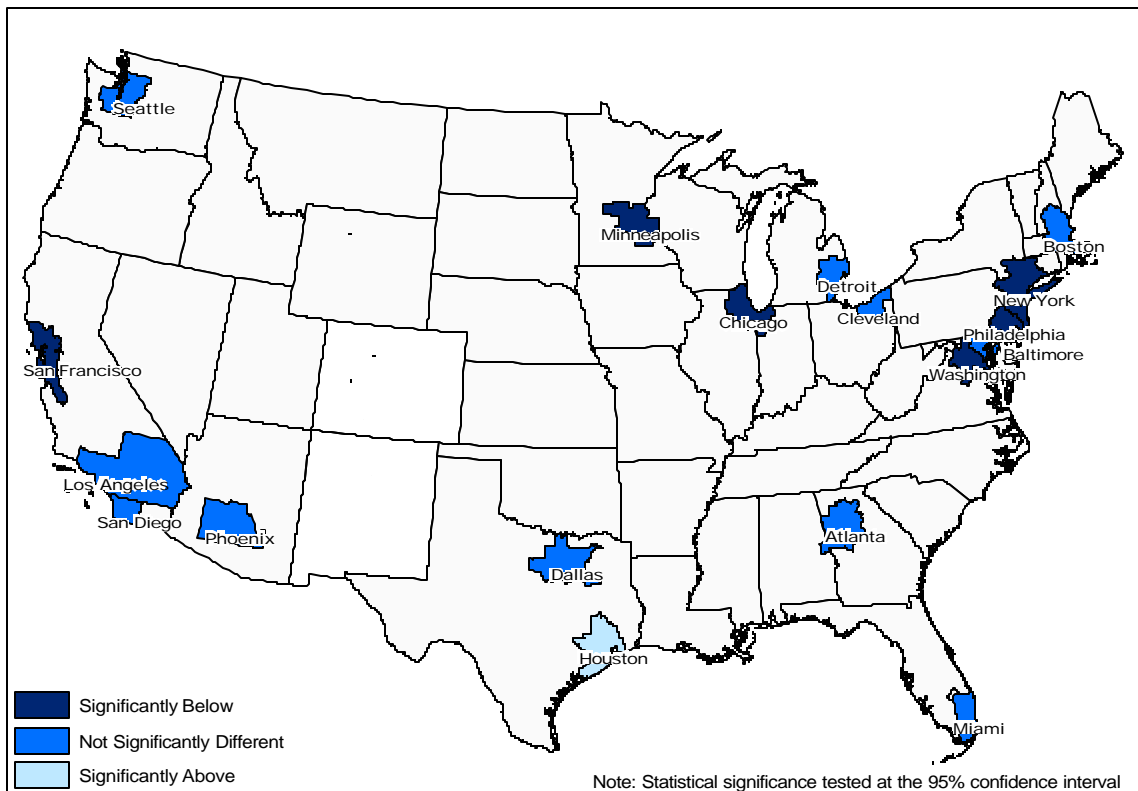 Seattle
Minneapolis
Boston
Detroit
New York
Chicago
Cleveland
Philadelphia
Baltimore
San Francisco
Washington
Los Angeles
San Diego
Phoenix
Atlanta
Dallas
Houston
Significantly Below
Miami
Not Significantly Different
Significantly Above
Note: Statistical significance tested at the 95% confidence interval